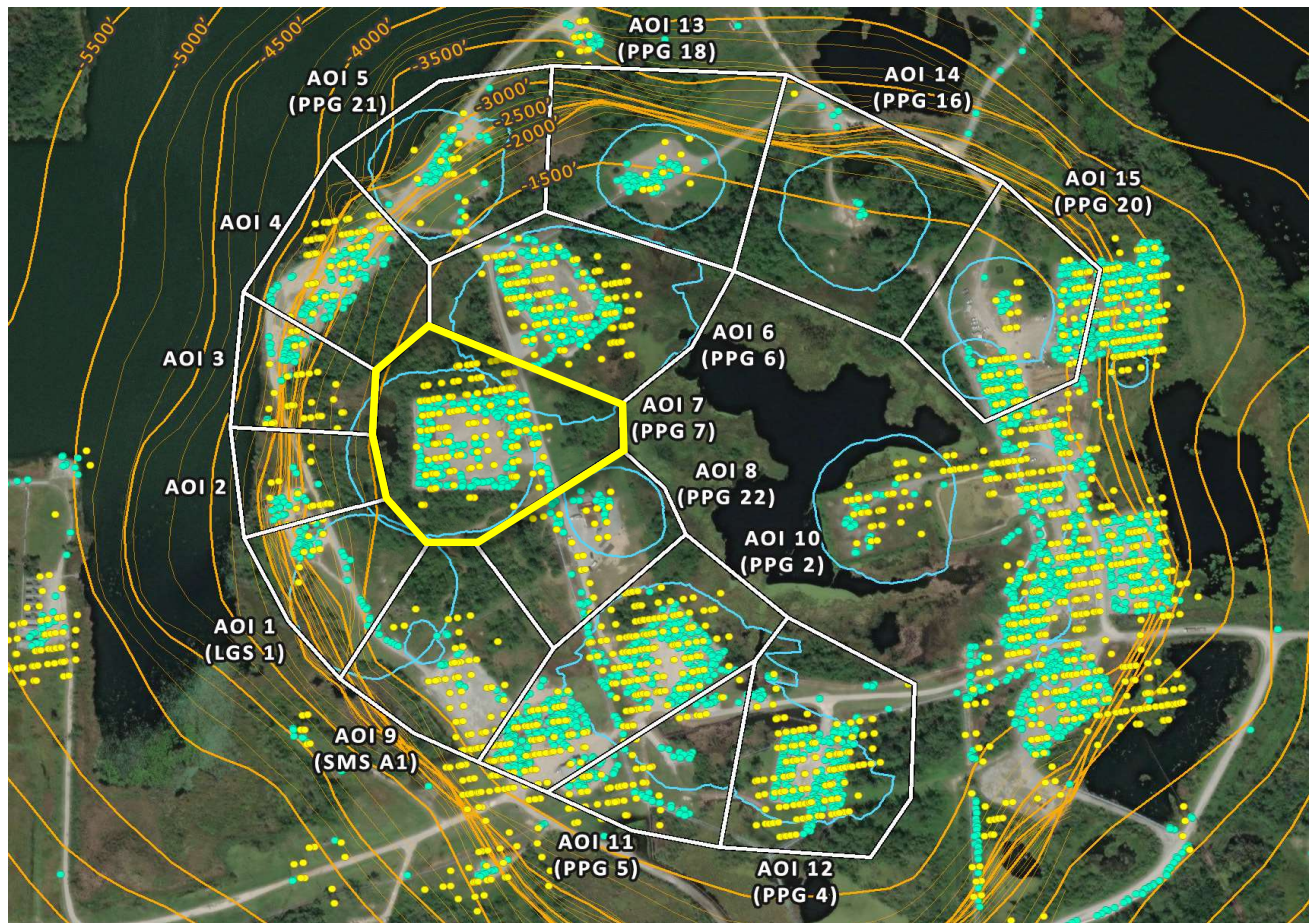 -5500'
-5000'
-4500'
-4000'
-3500'
-3000'
-2500'
-2000'
-1500'
AOI 13
(PPG 18)
AOI 5
(PPG 21)
AOI 14
(PPG 16)
AOI 15
(PPG 20)
AOI 4
AOI 3
AOI 6
(PPG 6)
AOI 7
(PPG 7)
AOI 8
(PPG 22)
AOI 2
AOI 10
(PPG 2)
AOI 1
(LGS 1)
AOI 9
(SMS A1)
AOI 11
(PPG 5)
AOI 12
(PPG 4)